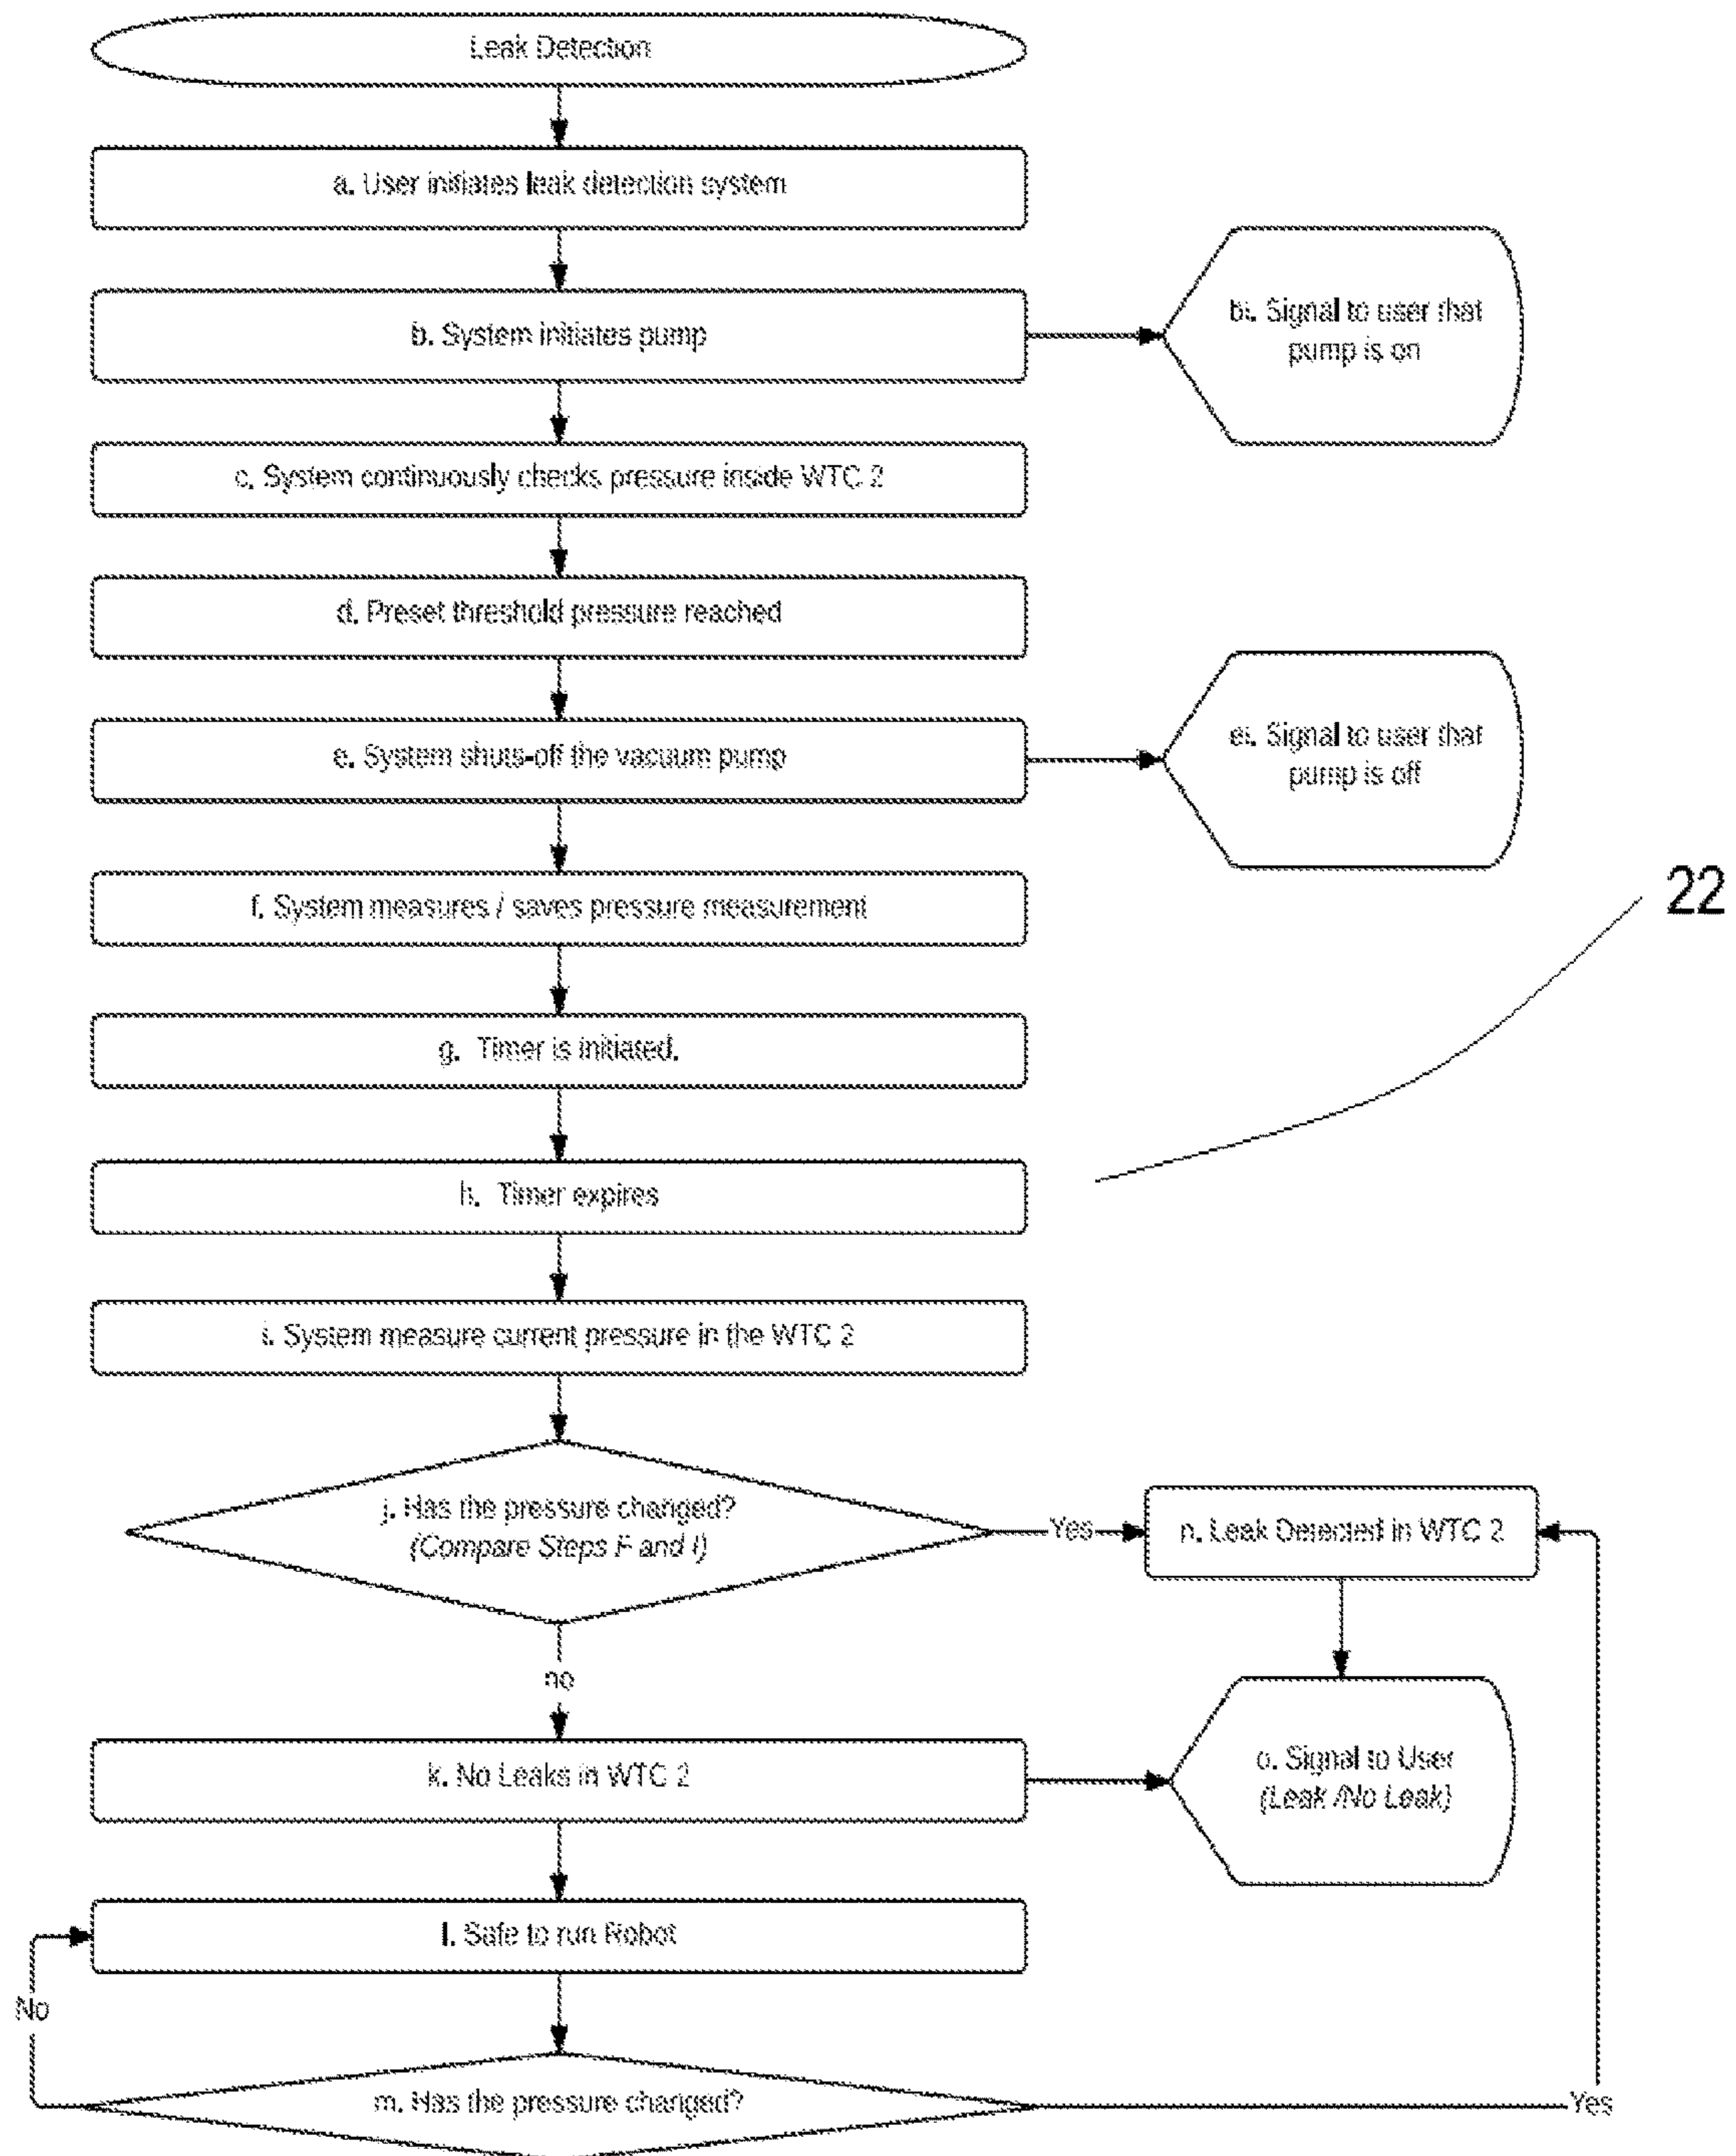 Leak Detection
a. User initiates leak detection system
b. System initiates pump
bi. Signal to user that
pump is on
c. System continuously checks pressure inside WTC 2
d. Preset threshold pressure reached
e. System shuts-off the vacuum pump
ei. Signal to user that
pump is off
f. System measures / saves pressure measurement
22
g. Timer is initiated.
h. Timer expires
i. System measure current pressure in the WTC 2
j. Has the pressure changed?
(Compare Steps F and I)
Yes
n. Leak Detected in WTC 2
no
k. No Leaks in WTC 2
o. Signal to User
(Leak /No Leak)
l. Safe to run Robot
No
m. Has the pressure changed?
Yes